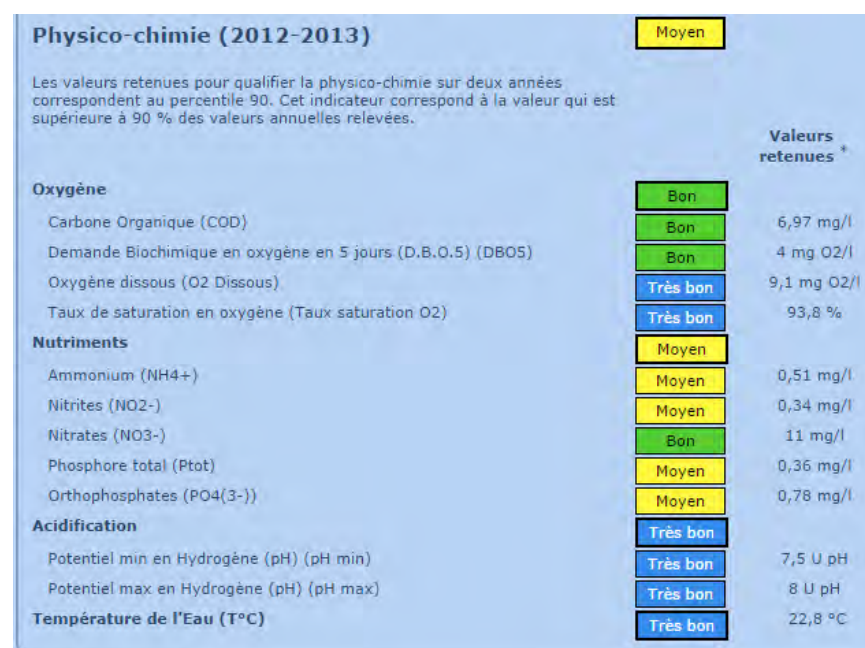 Physico-chimie (2012-2013) Moyen
Les valeurs retenues pour qualifier la physico-chimie sur deux années
correspondent au percentile 90. Cet indicateur correspond à la valeur qui est
supérieure à 90 % des valeurs annuelles relevées.
Valeurs
retenues *
Oxygène Bon
Carbone Organique (COD) Bon 6,97 mg/l
Demande Biochimique en oxygène en 5 jours (D.B.O.5) (DBO5) Bon 4 mg O2/l
Oxygène dissous (O2 Dissous) Très bon 9,1 mg O2/l
Taux de saturation en oxygène (Taux saturation O2) Très bon 93,8 %
Nutriments Moyen
Ammonium (NH4+) Moyen 0,51 mg/l
Nitrites (NO2-) Moyen 0,34 mg/l
Nitrates (NO3-) Bon 11 mg/l
Phosphore total (Ptot) Moyen 0,36 mg/l
Orthophosphates (PO4(3-)) Moyen 0,78 mg/l
Acidification Très bon
Potentiel min en Hydrogène (pH) (pH min) Très bon 7,5 U pH
Potentiel max en Hydrogène (pH) (pH max) Très bon 8 U pH
Température de l'Eau (T°C) Très bon 22,8 °C